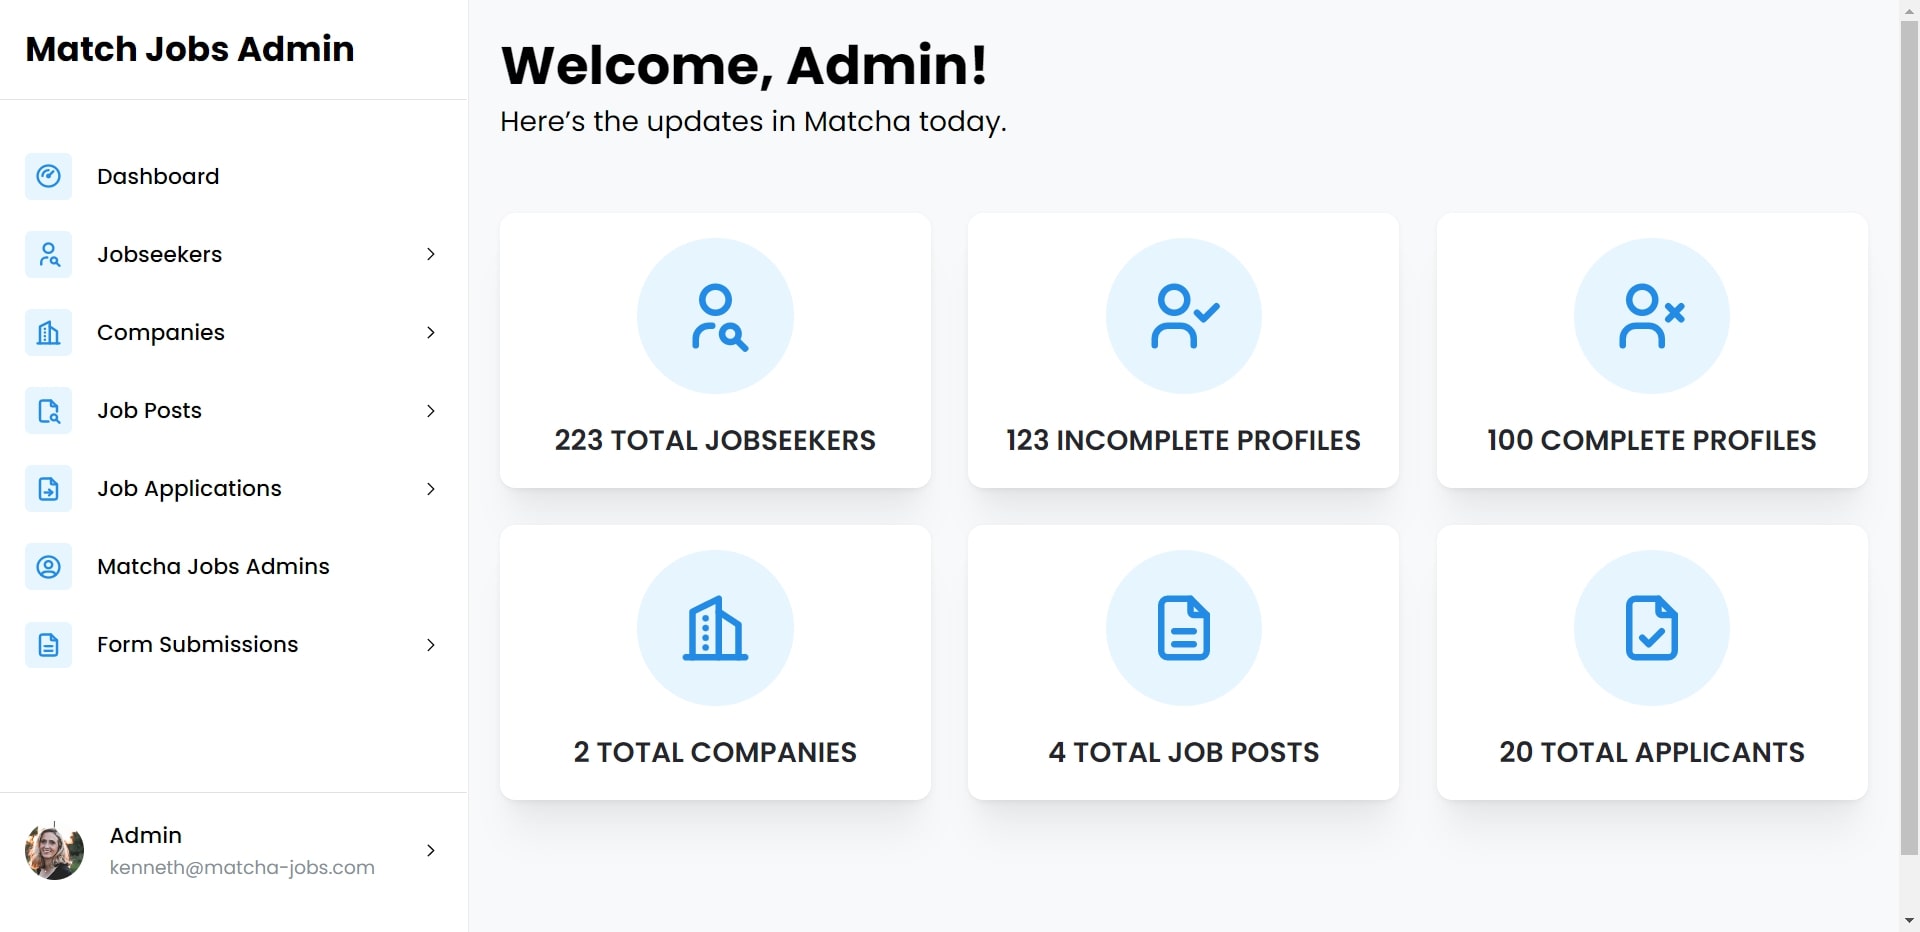 Match Jobs Admin
Dashboard
Jobseekers
Companies
Job Posts
Job Applications
Matcha Jobs Admins
Form Submissions
Admin
kenneth@matcha-jobs.com
Welcome, Admin!
Here’s the updates in Matcha today.
223 TOTAL JOBSEEKERS
123 INCOMPLETE PROFILES
100 COMPLETE PROFILES
2 TOTAL COMPANIES
4 TOTAL JOB POSTS
20 TOTAL APPLICANTS